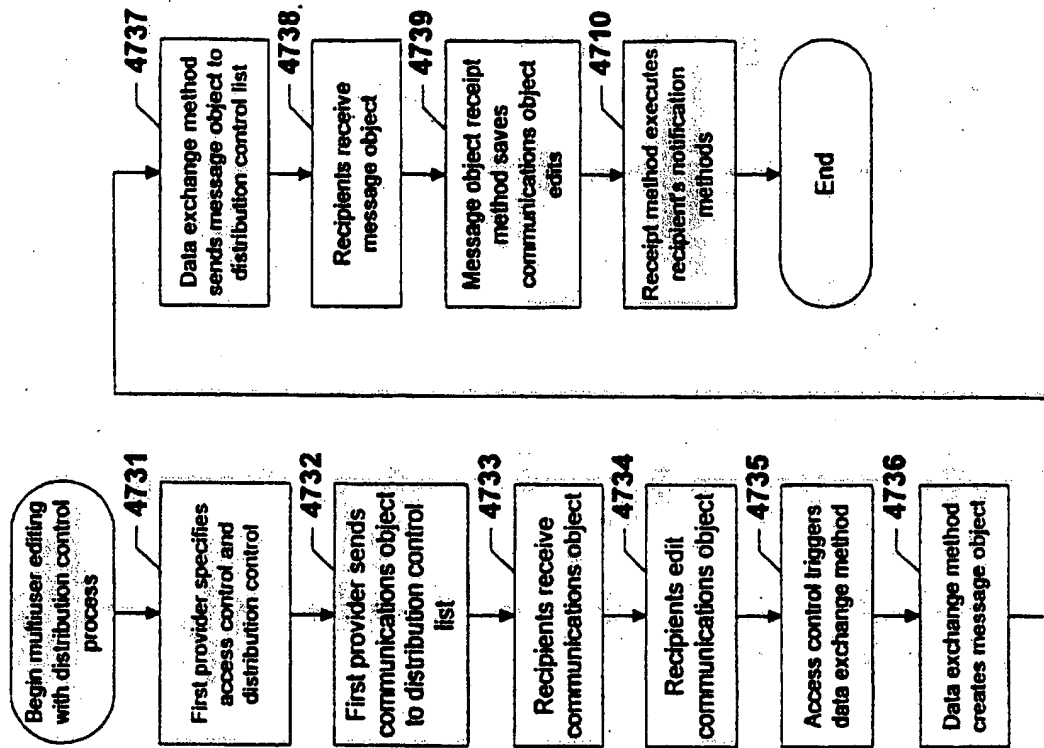 Begin multiuser editing
with distribution control
process
4731
First provider specifies
access control and
distribution control
4732
First provider sends
communications object
to distribution control
list
4733
Recipients receive
communications object
4734
Recipients edit
communications object
4735
Access control triggers
data exchange method
4736
Data exchange method
creates message object
4737
Data exchange method
sends message object to
distribution control list
4738.
Recipients receive
message object
4739
Message object receipt
method saves
communications object
edits
4710
Receipt method executes
recipient's notification
methods
End